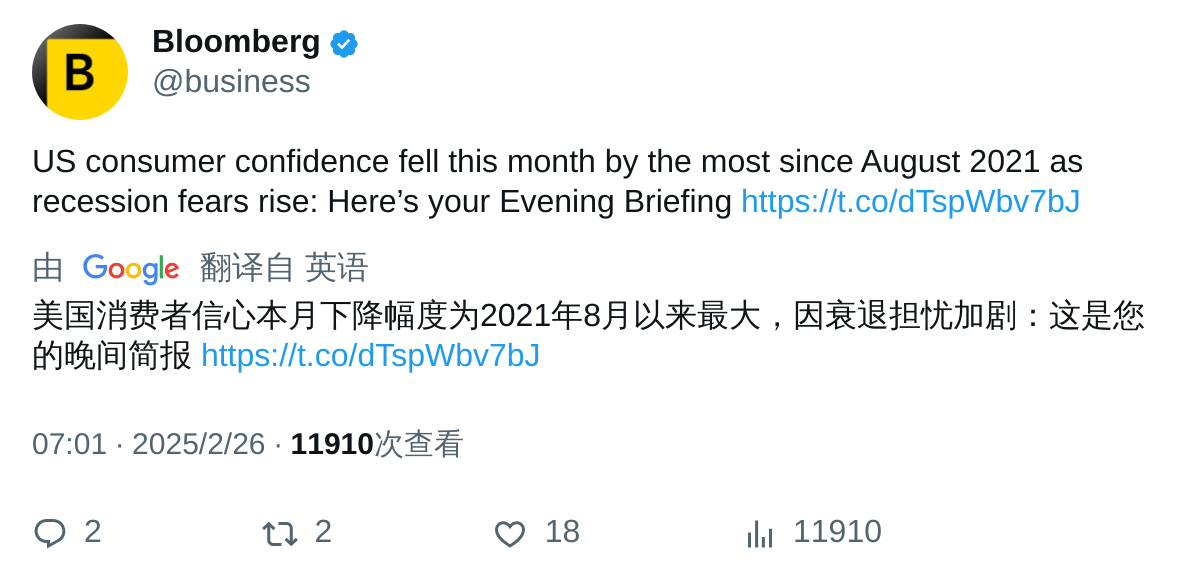 B
Bloomberg
@business
US consumer confidence fell this month by the most since August 2021 as
recession fears rise: Here’s your Evening Briefing https://t.co/dTspWbv7bJ
由 Google 翻译自 英语
美国消费者信心本月下降幅度为2021年8月以来最大，因衰退担忧加剧：这是您
的晚间简报 https://t.co/dTspWbv7bJ
07:01 · 2025/2/26 · 11910次查看
2 2 18 11910